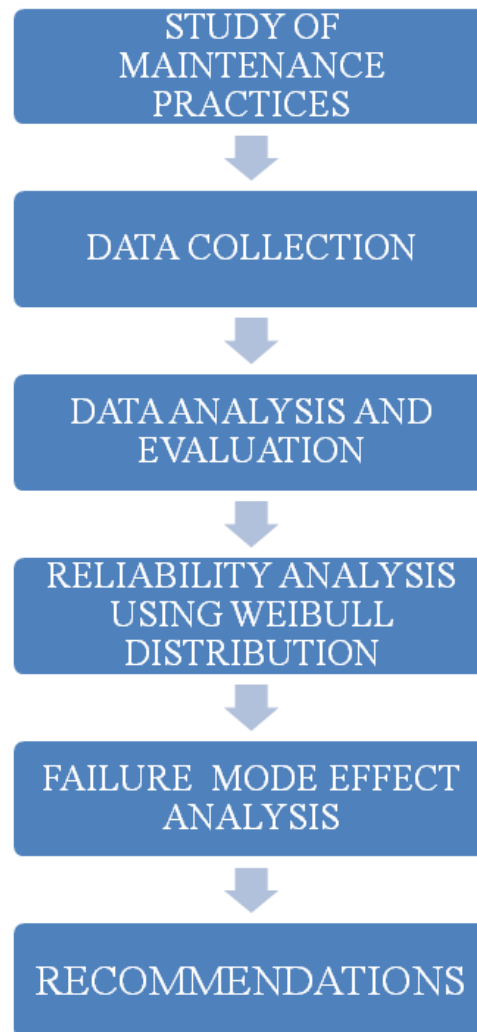 STUDY OF
MAINTENANCE
PRACTICES
DATA COLLECTION
DATA ANALYSIS AND
EVALUATION
RELIABILITY ANALYSIS
USING WEIBULL
DISTRIBUTION
FAILURE MODE EFFECT
ANALYSIS
RECOMMENDATIONS